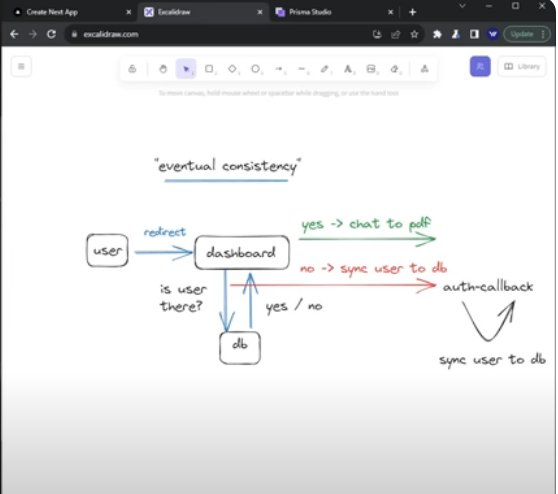 Create Next App
Excalidraw
Prisma Studio
excalidraw.com
Update
Library
To move canvas, hold mouse wheel or spacebar while dragging, or use the hand tool
"eventual consistency"
redirect
yes -> chat to pdf
user
dashboard
no -> sync user to db
is user
there?
yes / no
auth-callback
db
sync user to db